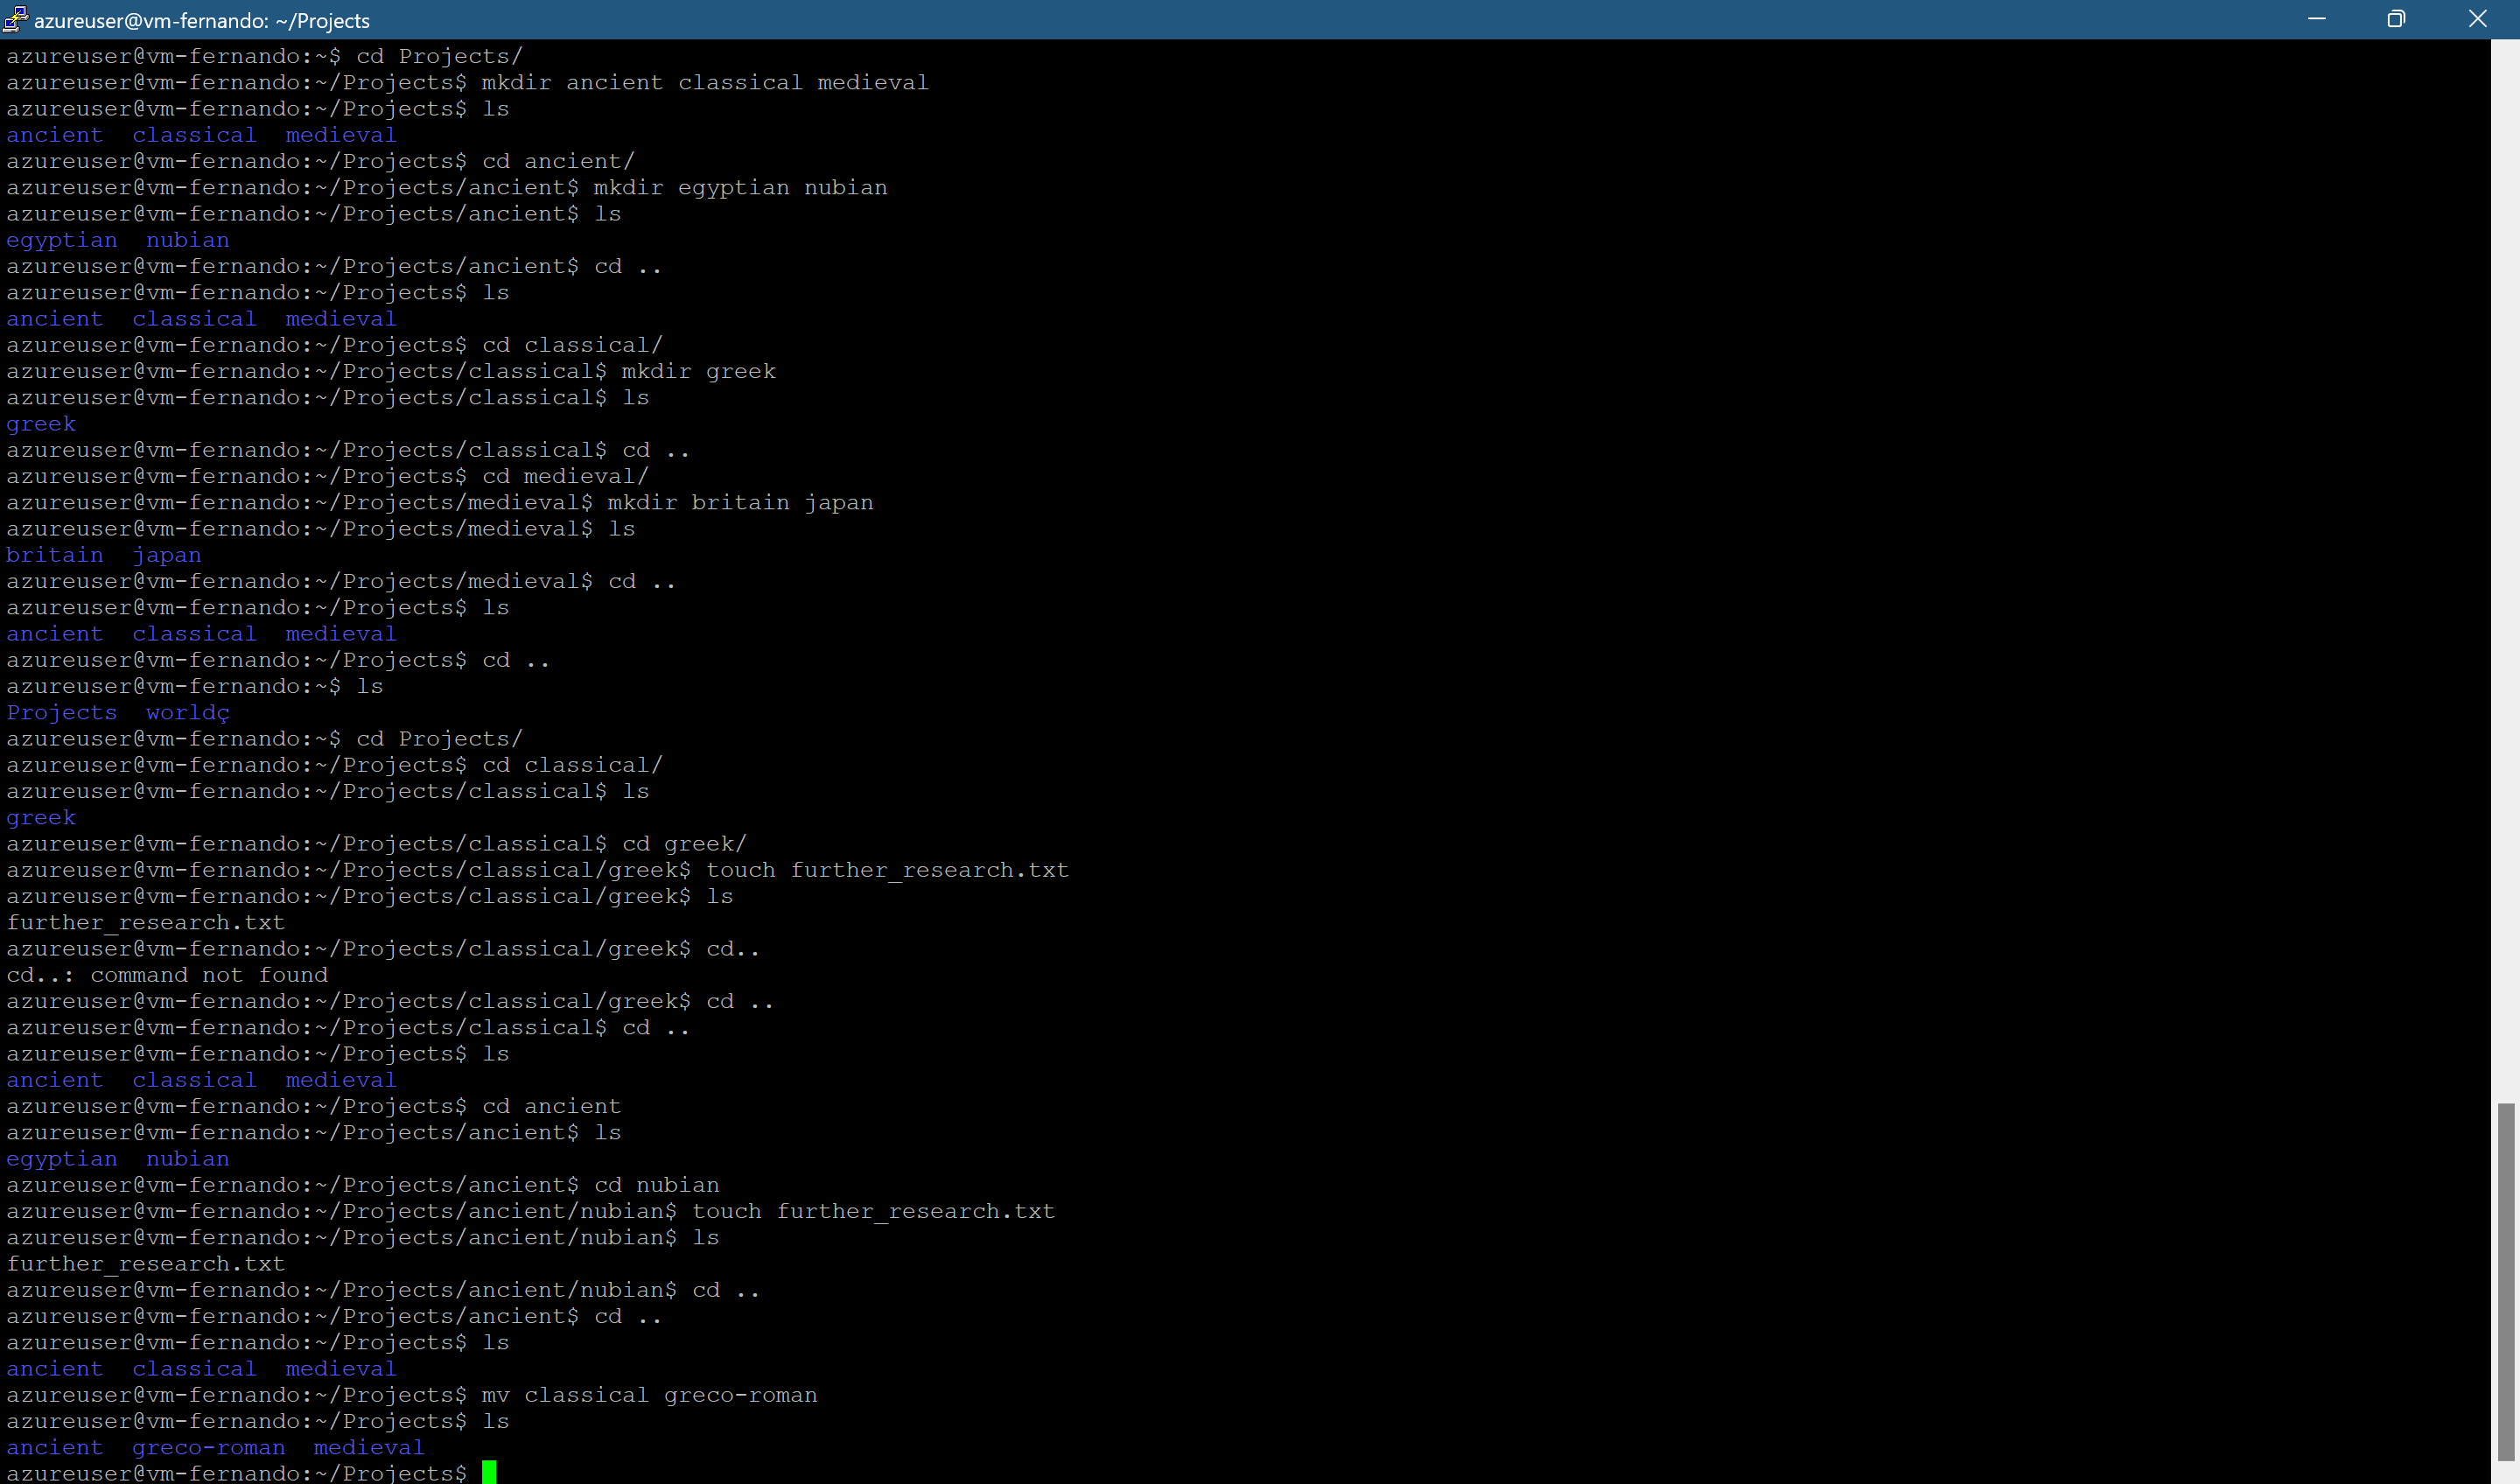 azureuser@vm-fernando: ~/Projects
azureuser@vm-fernando:~$ cd Projects/
azureuser@vm-fernando:~/Projects$ mkdir ancient classical medieval
azureuser@vm-fernando:~/Projects$ ls
ancient  classical  medieval
azureuser@vm-fernando:~/Projects$ cd ancient/
azureuser@vm-fernando:~/Projects/ancient$ mkdir egyptian nubian
azureuser@vm-fernando:~/Projects/ancient$ ls
egyptian  nubian
azureuser@vm-fernando:~/Projects/ancient$ cd ..
azureuser@vm-fernando:~/Projects$ ls
ancient  classical  medieval
azureuser@vm-fernando:~/Projects$ cd classical/
azureuser@vm-fernando:~/Projects/classical$ mkdir greek
azureuser@vm-fernando:~/Projects/classical$ ls
greek
azureuser@vm-fernando:~/Projects/classical$ cd ..
azureuser@vm-fernando:~/Projects$ cd medieval/
azureuser@vm-fernando:~/Projects/medieval$ mkdir britain japan
azureuser@vm-fernando:~/Projects/medieval$ ls
britain  japan
azureuser@vm-fernando:~/Projects/medieval$ cd ..
azureuser@vm-fernando:~/Projects$ ls
ancient  classical  medieval
azureuser@vm-fernando:~/Projects$ cd ..
azureuser@vm-fernando:~$ ls
Projects  worldç
azureuser@vm-fernando:~$ cd Projects/
azureuser@vm-fernando:~/Projects$ cd classical/
azureuser@vm-fernando:~/Projects/classical$ ls
greek
azureuser@vm-fernando:~/Projects/classical$ cd greek/
azureuser@vm-fernando:~/Projects/classical/greek$ touch further_research.txt
azureuser@vm-fernando:~/Projects/classical/greek$ ls
further_research.txt
azureuser@vm-fernando:~/Projects/classical/greek$ cd..
cd..: command not found
azureuser@vm-fernando:~/Projects/classical/greek$ cd ..
azureuser@vm-fernando:~/Projects/classical$ cd ..
azureuser@vm-fernando:~/Projects$ ls
ancient  classical  medieval
azureuser@vm-fernando:~/Projects$ cd ancient
azureuser@vm-fernando:~/Projects/ancient$ ls
egyptian  nubian
azureuser@vm-fernando:~/Projects/ancient$ cd nubian
azureuser@vm-fernando:~/Projects/ancient/nubian$ touch further_research.txt
azureuser@vm-fernando:~/Projects/ancient/nubian$ ls
further_research.txt
azureuser@vm-fernando:~/Projects/ancient/nubian$ cd ..
azureuser@vm-fernando:~/Projects/ancient$ cd ..
azureuser@vm-fernando:~/Projects$ ls
ancient  classical  medieval
azureuser@vm-fernando:~/Projects$ mv classical greco-roman
azureuser@vm-fernando:~/Projects$ ls
ancient  greco-roman  medieval
azureuser@vm-fernando:~/Projects$